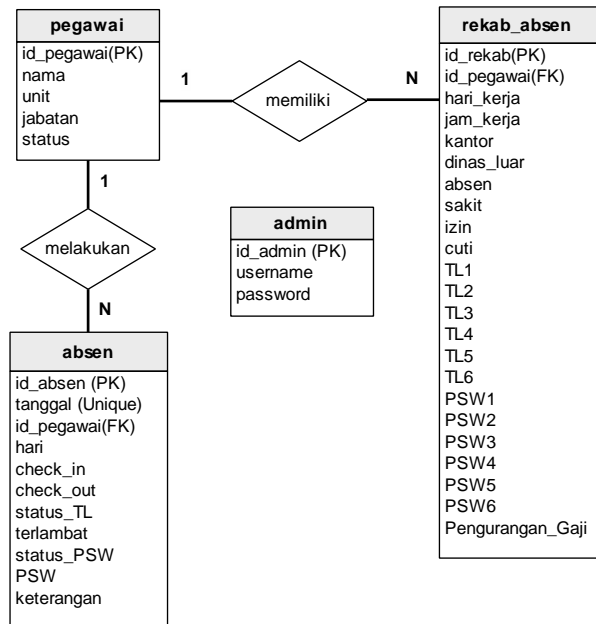 pegawai
id_pegawai(PK)
nama
unit
jabatan
status
1
memiliki
N
rekab_absen
id_rekab(PK)
id_pegawai(FK)
hari_kerja
jam_kerja
kantor
dinas_luar
absen
sakit
izin
cuti
TL1
TL2
TL3
TL4
TL5
TL6
PSW1
PSW2
PSW3
PSW4
PSW5
PSW6
Pengurangan_Gaji
1
melakukan
N
admin
id_admin (PK)
username
password
absen
id_absen (PK)
tanggal (Unique)
id_pegawai(FK)
hari
check_in
check_out
status_TL
terlambat
status_PSW
PSW
keterangan